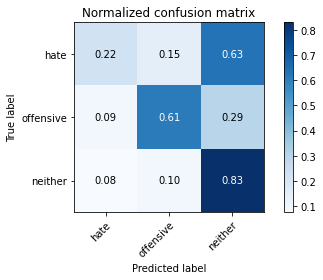 Normalized confusion matrix
True label
hate 0.22 0.15 0.63
offensive 0.09 0.61 0.29
neither 0.08 0.10 0.83
hate offensive neither
Predicted label
0.8
0.7
0.6
0.5
0.4
0.3
0.2
0.1